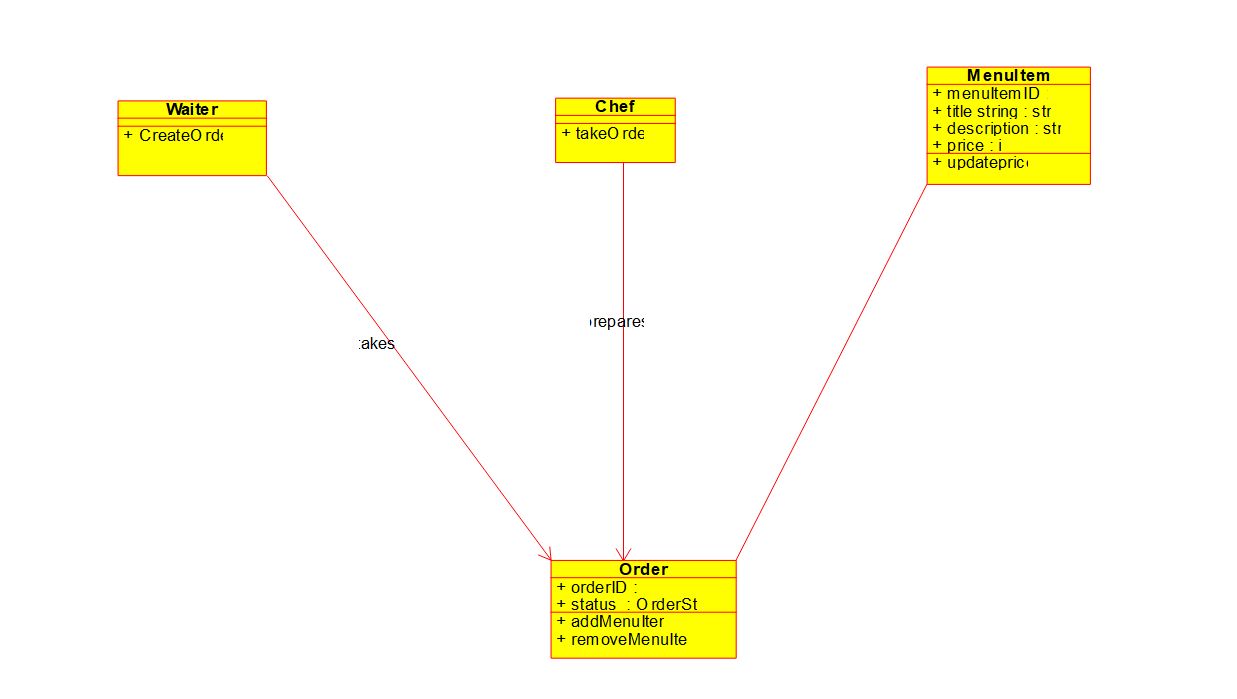 Waiter
+ CreateOrde
Chef
+ takeOrde
MenuItem
+ menuItemID
+ title string : str
+ description : str
+ price : i
+ updatepric
takes
prepares
Order
+ orderID :
+ status : OrderSt
+ addMenuIter
+ removeMenuIte